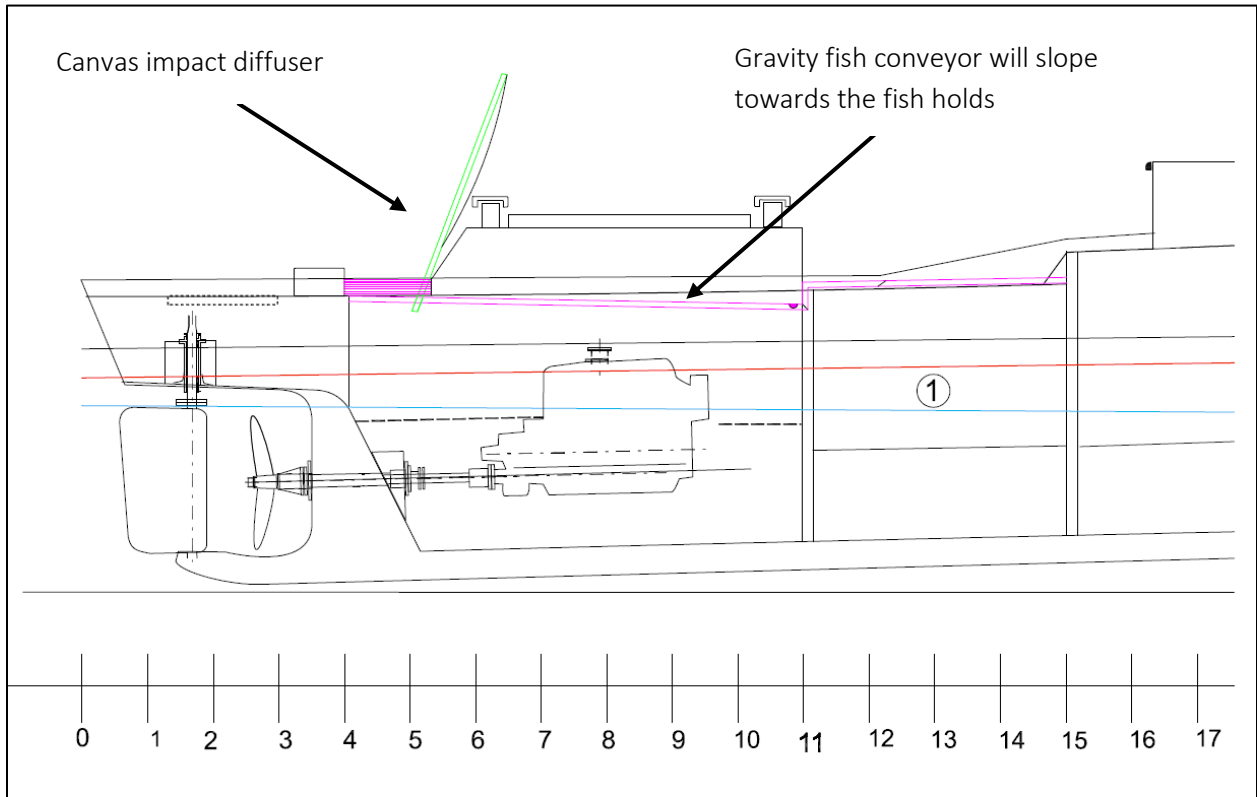 Canvas impact diffuser
Gravity fish conveyor will slope
towards the fish holds
1
0 1 2 3 4 5 6 7 8 9 10 11 12 13 14 15 16 17